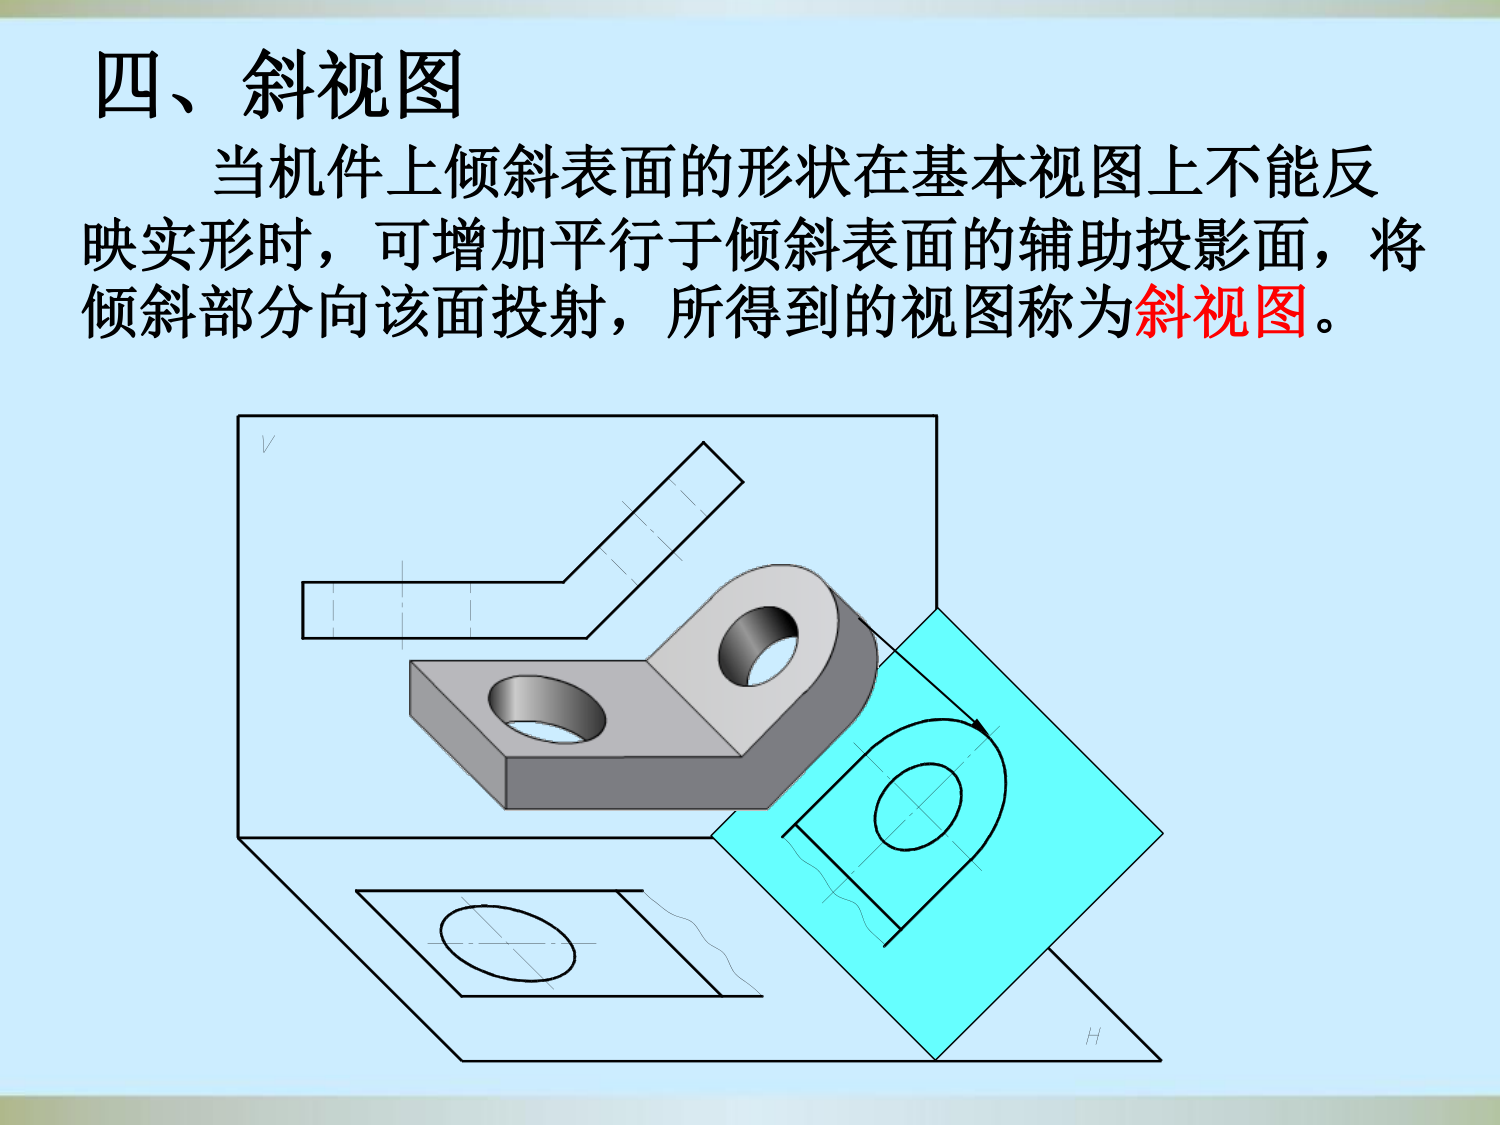 四、斜视图
当机件上倾斜表面的形状在基本视图上不能反
映实形时，可增加平行于倾斜表面的辅助投影面，将
倾斜部分向该面投射，所得到的视图称为斜视图。
V
H